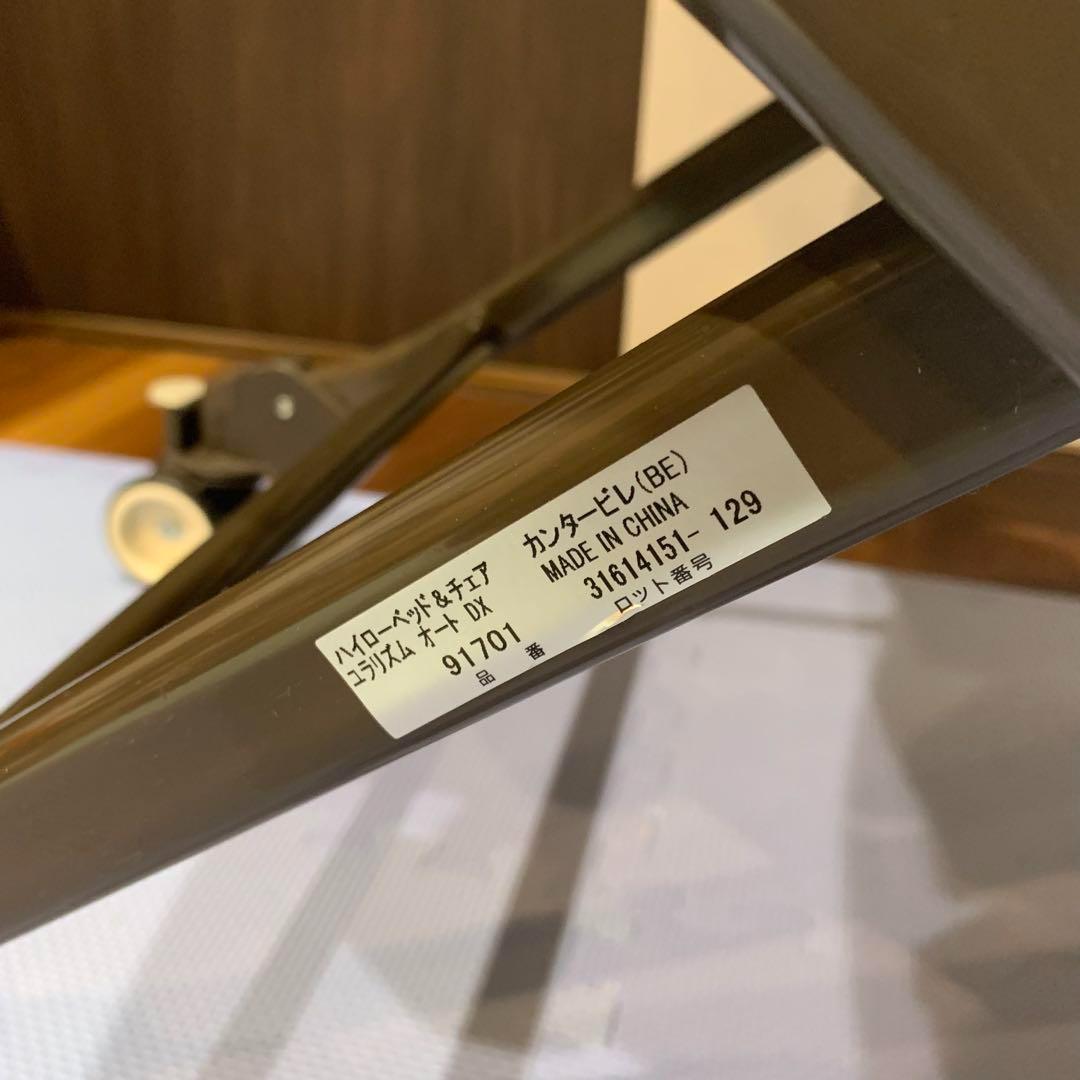 ハイローベッド&チェア
ユラリズム オート DX カンタービレ(BE)
91701 MADE IN CHINA
品 番 31614151- 129
ロット番号